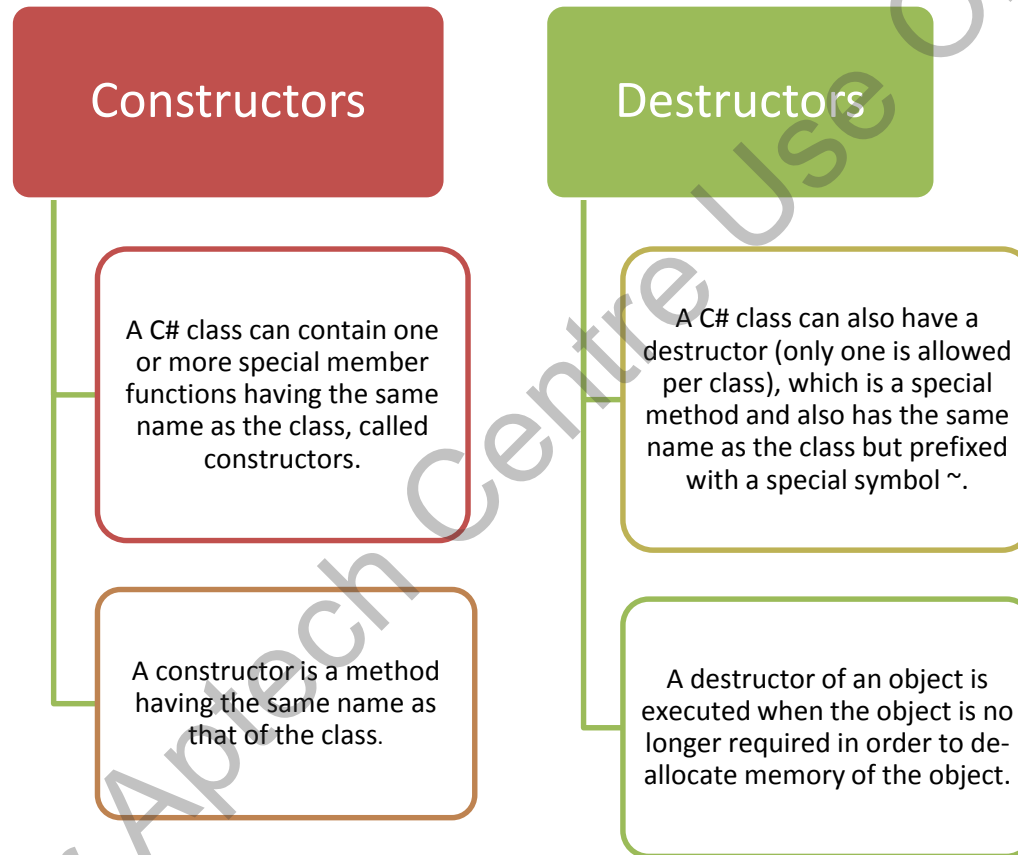 Constructors
A C# class can contain one
or more special member
functions having the same
name as the class, called
constructors.
A constructor is a method
having the same name as
that of the class.
Destructors
A C# class can also have a
destructor (only one is allowed
per class), which is a special
method and also has the same
name as the class but prefixed
with a special symbol ~.
A destructor of an object is
executed when the object is no
longer required in order to de-
allocate memory of the object.
Aptech Centre Use